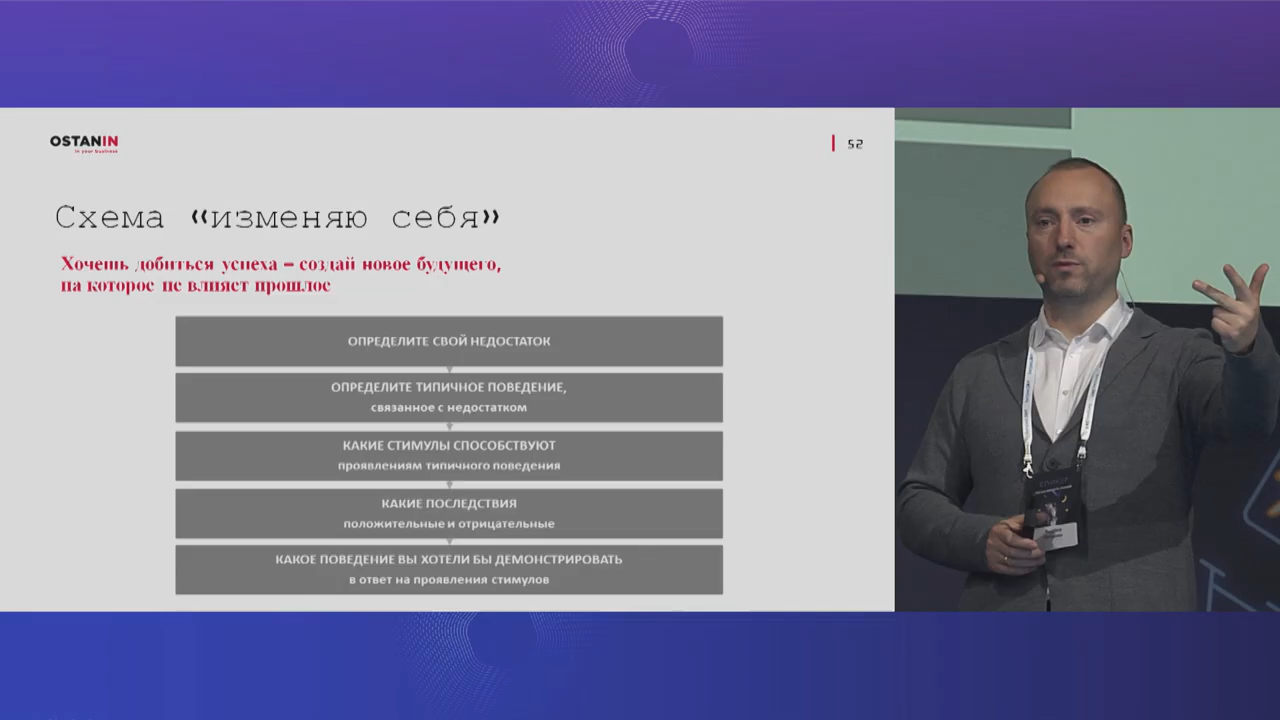 OSTANIN
in your business
52
Схема «изменяю себя»
Хочешь добиться успеха – создай новое будущего,
на которое не влияет прошлое
ОПРЕДЕЛИТЕ СВОЙ НЕДОСТАТОК
ОПРЕДЕЛИТЕ ТИПИЧНОЕ ПОВЕДЕНИЕ,
связанное с недостатком
КАКИЕ СТИМУЛЫ СПОСОБСТВУЮТ
проявлениям типичного поведения
КАКИЕ ПОСЛЕДСТВИЯ
положительные и отрицательные
КАКОЕ ПОВЕДЕНИЕ ВЫ ХОТЕЛИ БЫ ДЕМОНСТРИРОВАТЬ
в ответ на проявления стимулов